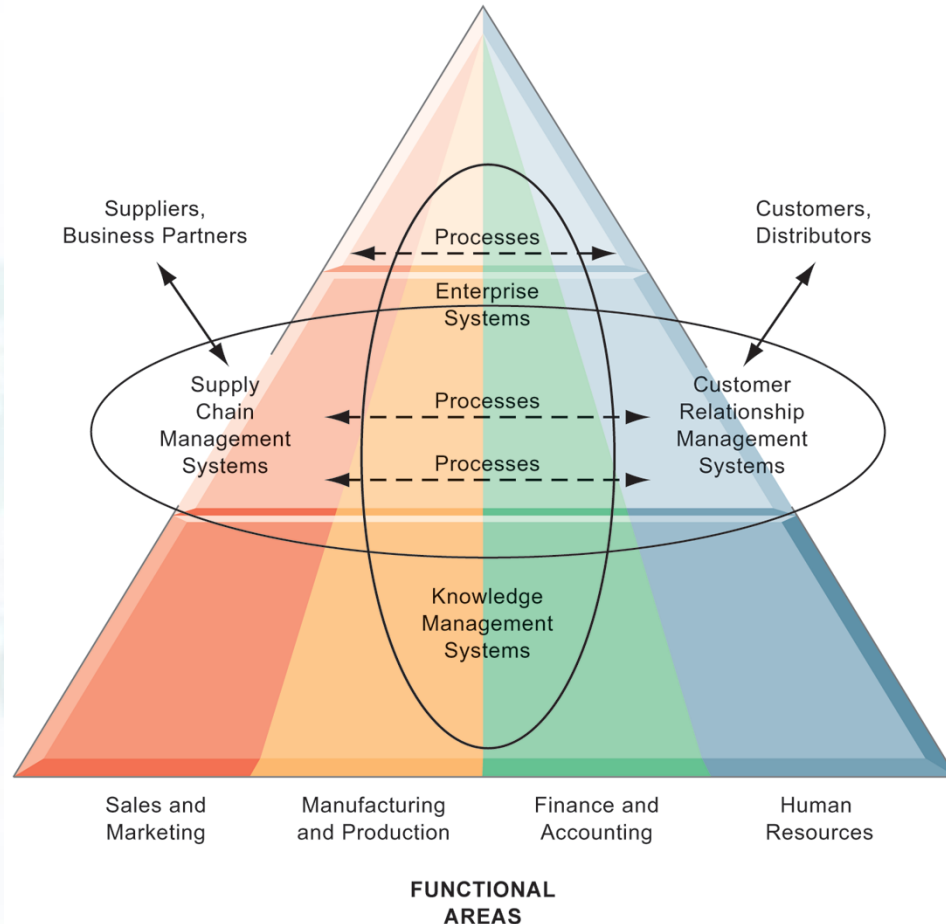 Suppliers,
Business Partners
Customers,
Distributors
Processes
Enterprise
Systems
Supply
Chain
Management
Systems
Processes
Processes
Customer
Relationship
Management
Systems
Knowledge
Management
Systems
Sales and
Marketing
Manufacturing
and Production
Finance and
Accounting
Human
Resources
FUNCTIONAL
AREAS